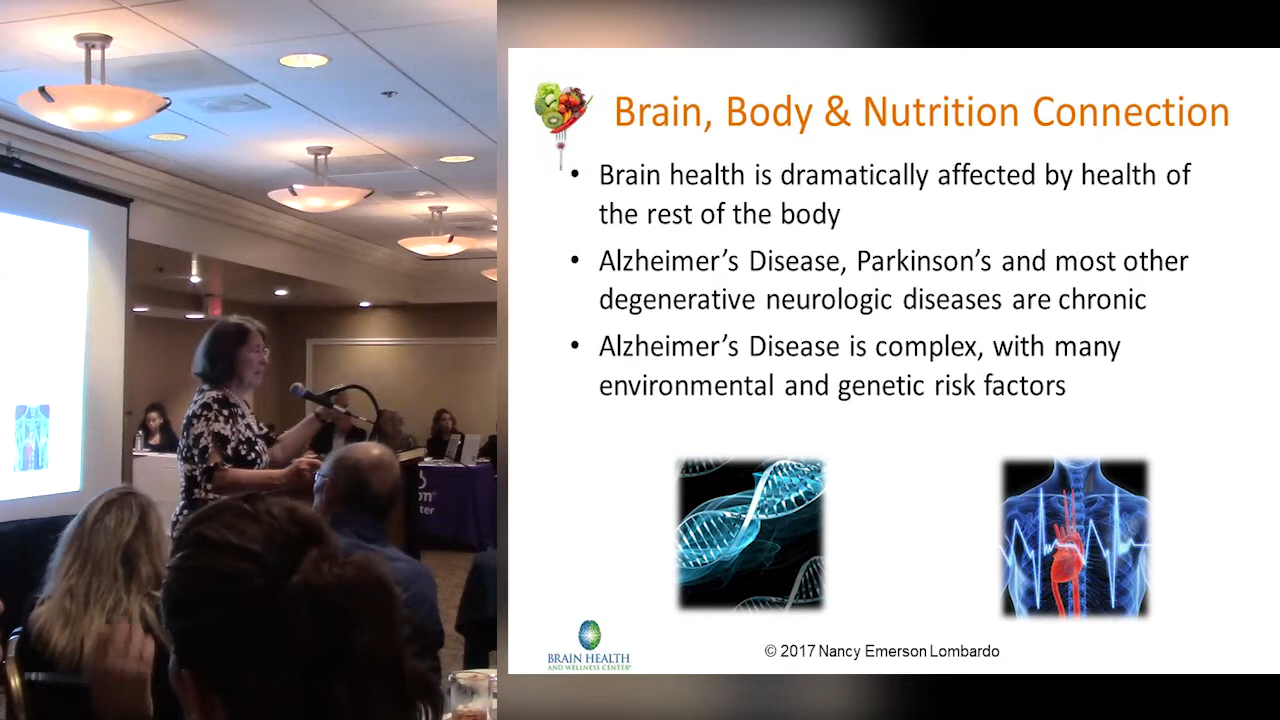 Brain, Body & Nutrition Connection
• Brain health is dramatically affected by health of
the rest of the body
• Alzheimer’s Disease, Parkinson’s and most other
degenerative neurologic diseases are chronic
• Alzheimer’s Disease is complex, with many
environmental and genetic risk factors
BRAIN HEALTH
AND WELLNESS CENTER®
© 2017 Nancy Emerson Lombardo